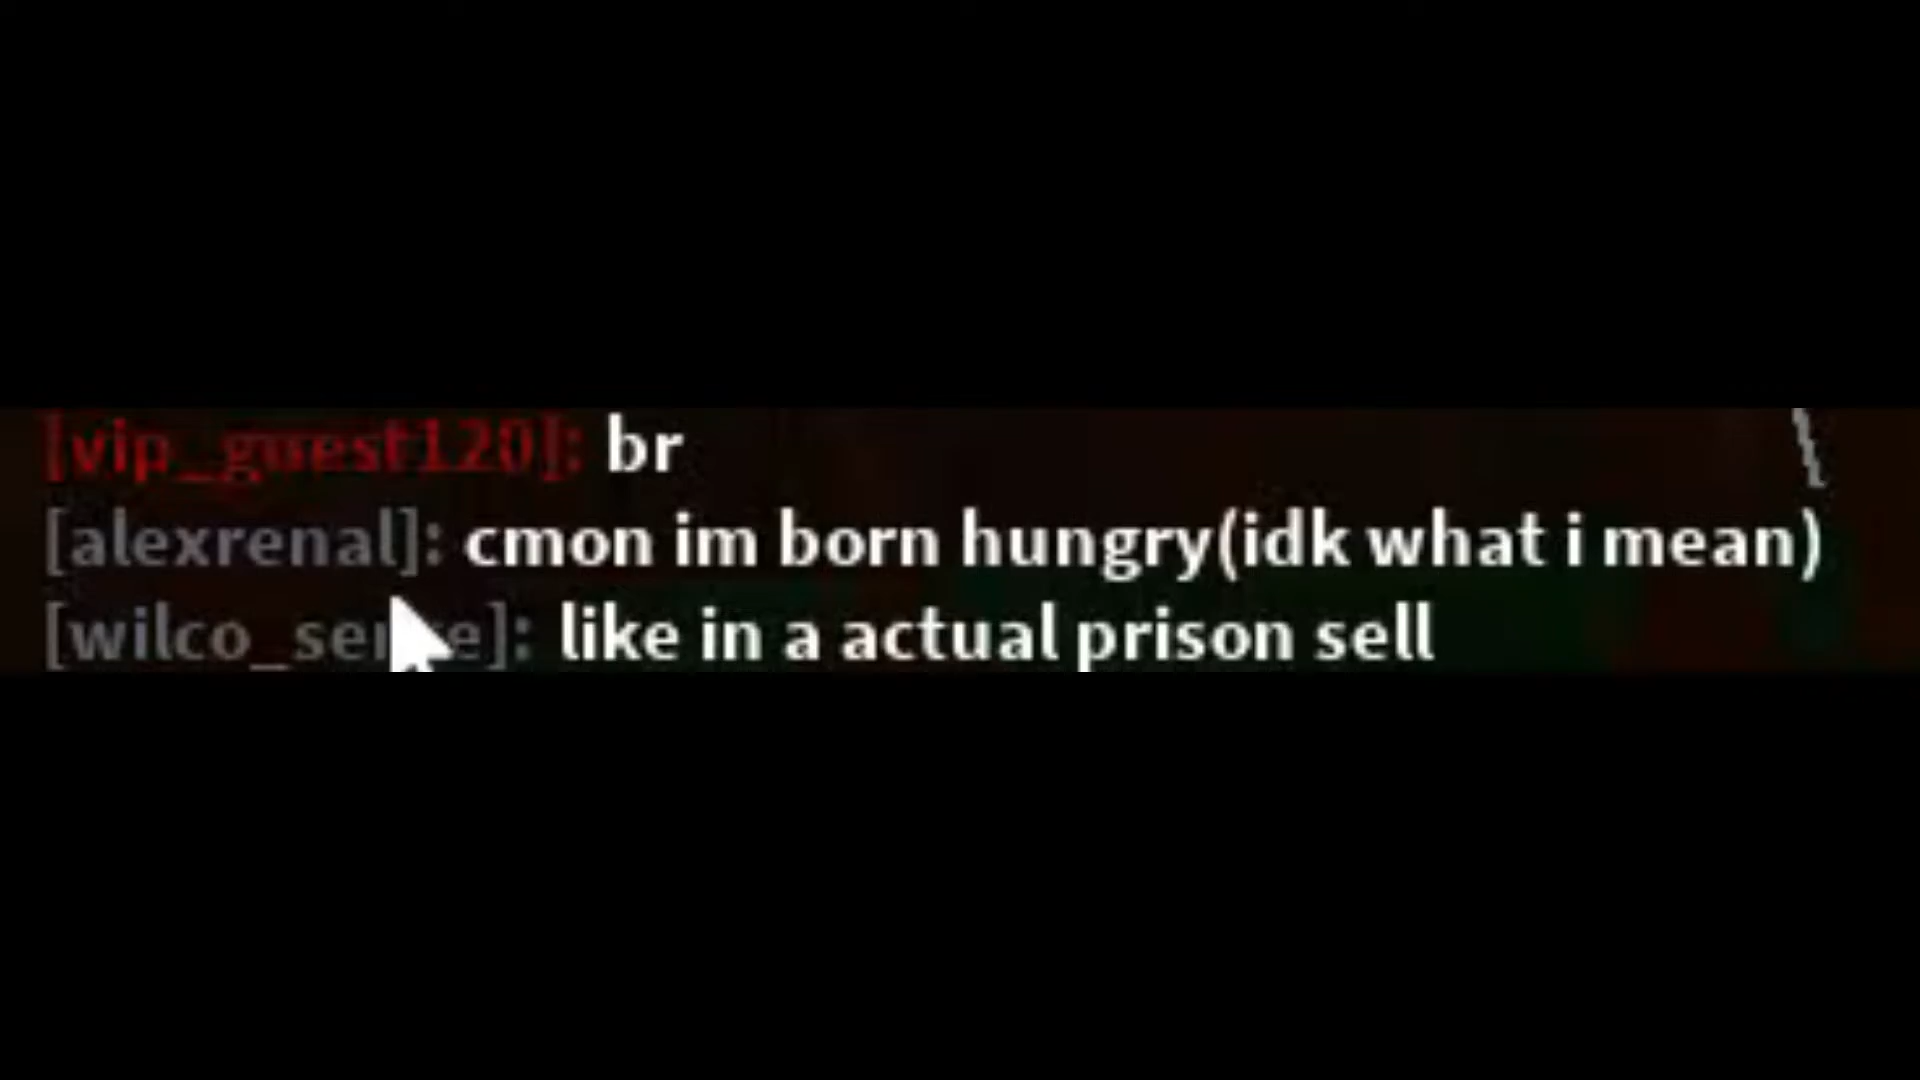 [vip_guest120]: br
[alexrenal]: cmon im born hungry(idk what i mean)
like in a actual prison sell